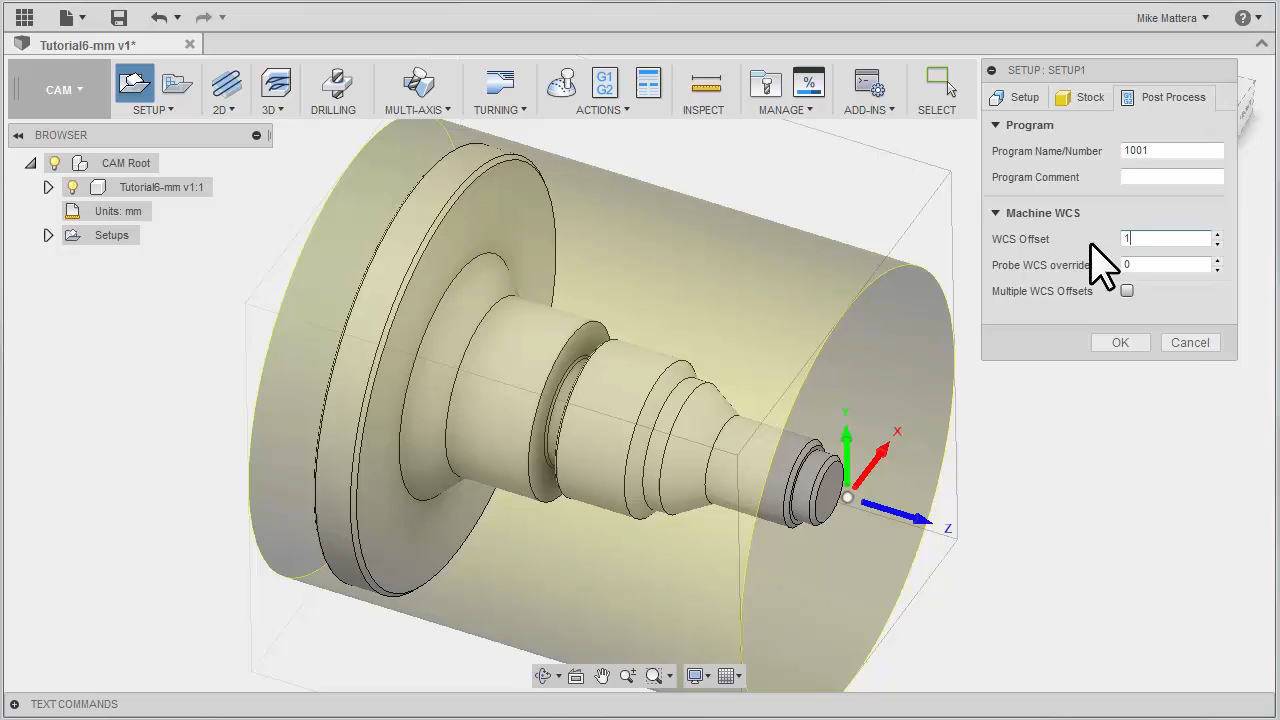 Mike Mattera
?
Tutorial6-mm v1*
CAM
SETUP
2D
3D
DRILLING
MULTI-AXIS
TURNING
G1
G2
ACTIONS
INSPECT
%
MANAGE
ADD-INS
SELECT
BROWSER
CAM Root
Tutorial6-mm v1:1
Units: mm
Setups
SETUP : SETUP1
Setup
Stock
Post Process
Program
Program Name/Number 1001
Program Comment
Machine WCS
WCS Offset 1
Probe WCS override 0
Multiple WCS Offsets
OK Cancel
Y
X
Z
TEXT COMMANDS